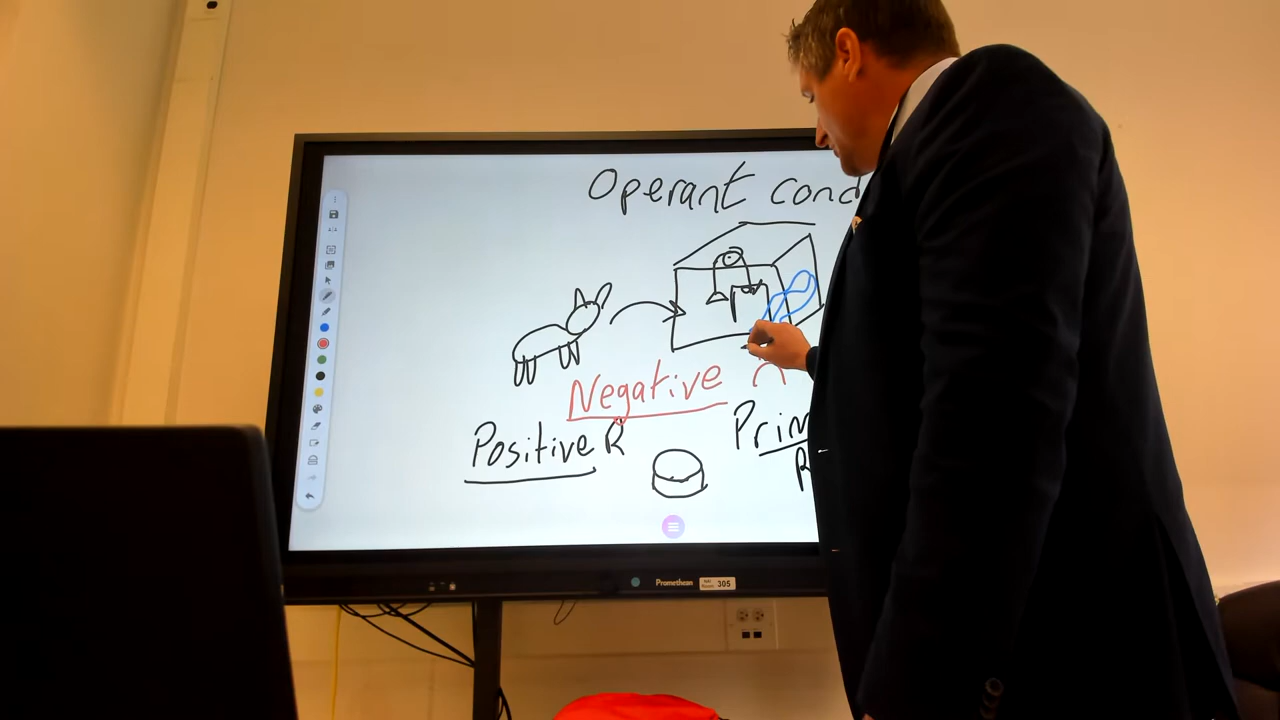 Operant cond
Negative
Positive R
Prim
R
Promethean
305